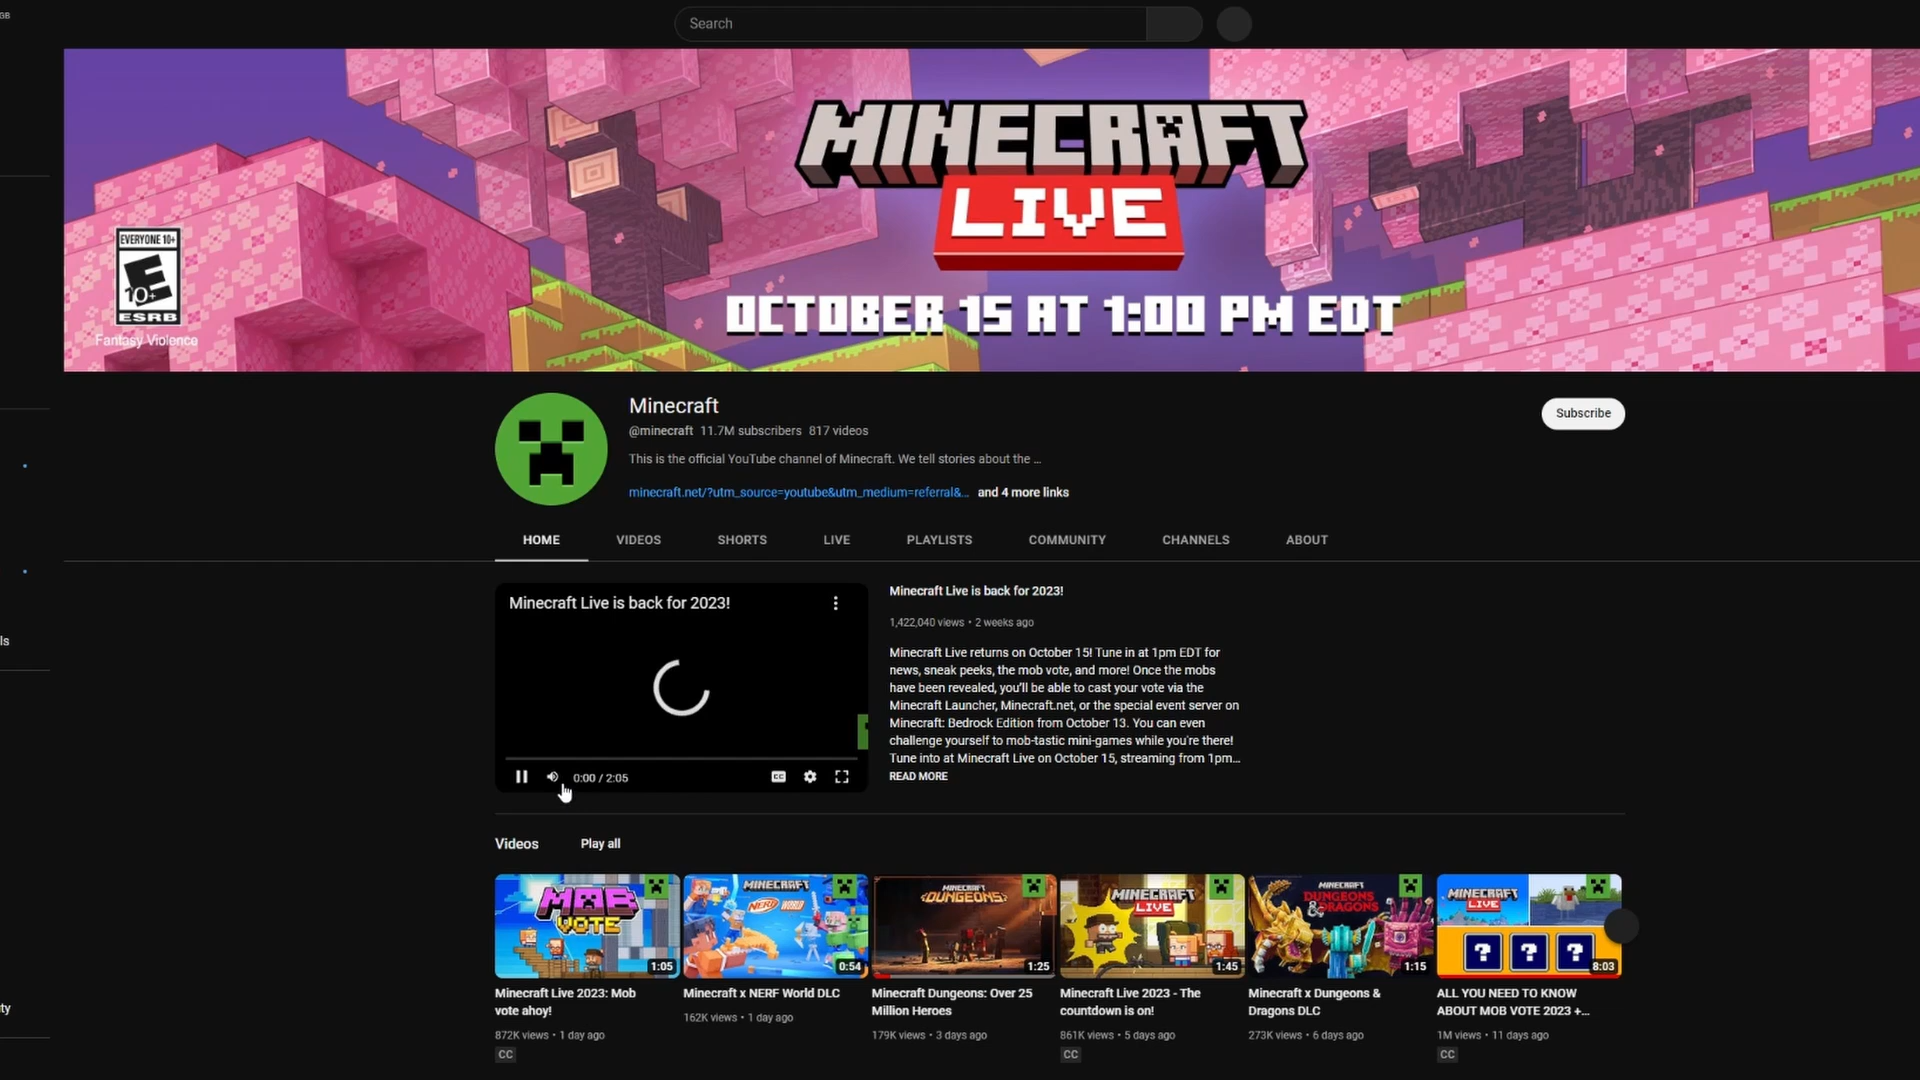 GB
Search
MINECRAFT
LIVE
OCTOBER 15 AT 1:00 PM EDT
EVERYONE 10+
E
10+
ESRB
Fantasy Violence
Minecraft
@minecraft 11.7M subscribers 817 videos
This is the official YouTube channel of Minecraft. We tell stories about the ...
minecraft.net/?utm_source=youtube&utm_medium=referral&... and 4 more links
Subscribe
HOME VIDEOS SHORTS LIVE PLAYLISTS COMMUNITY CHANNELS ABOUT
ls
ty
Minecraft Live is back for 2023!
0:00 / 2:05
CC
Minecraft Live is back for 2023!
1,422,040 views • 2 weeks ago
Minecraft Live returns on October 15! Tune in at 1pm EDT for
news, sneak peeks, the mob vote, and more! Once the mobs
have been revealed, you'll be able to cast your vote via the
Minecraft Launcher, Minecraft.net, or the special event server on
Minecraft: Bedrock Edition from October 13. You can even
challenge yourself to mob-tastic mini-games while you're there!
Tune into at Minecraft Live on October 15, streaming from 1pm...
READ MORE
Videos Play all
MOB
VOTE
1:05
Minecraft Live 2023: Mob
vote ahoy!
872K views • 1 day ago
CC
MINECRAFT
NERF WORLD
0:54
Minecraft x NERF World DLC
162K views • 1 day ago
MINECRAFT
DUNGEONS
1:25
Minecraft Dungeons: Over 25
Million Heroes
179K views • 3 days ago
MINECRAFT
LIVE
1:45
Minecraft Live 2023 - The
countdown is on!
861K views • 5 days ago
CC
MINECRAFT
DUNGEONS
& DRAGONS
1:15
Minecraft x Dungeons &
Dragons DLC
273K views • 6 days ago
MINECRAFT
LIVE
? ? ?
8:03
ALL YOU NEED TO KNOW
ABOUT MOB VOTE 2023 +...
1M views • 11 days ago
CC